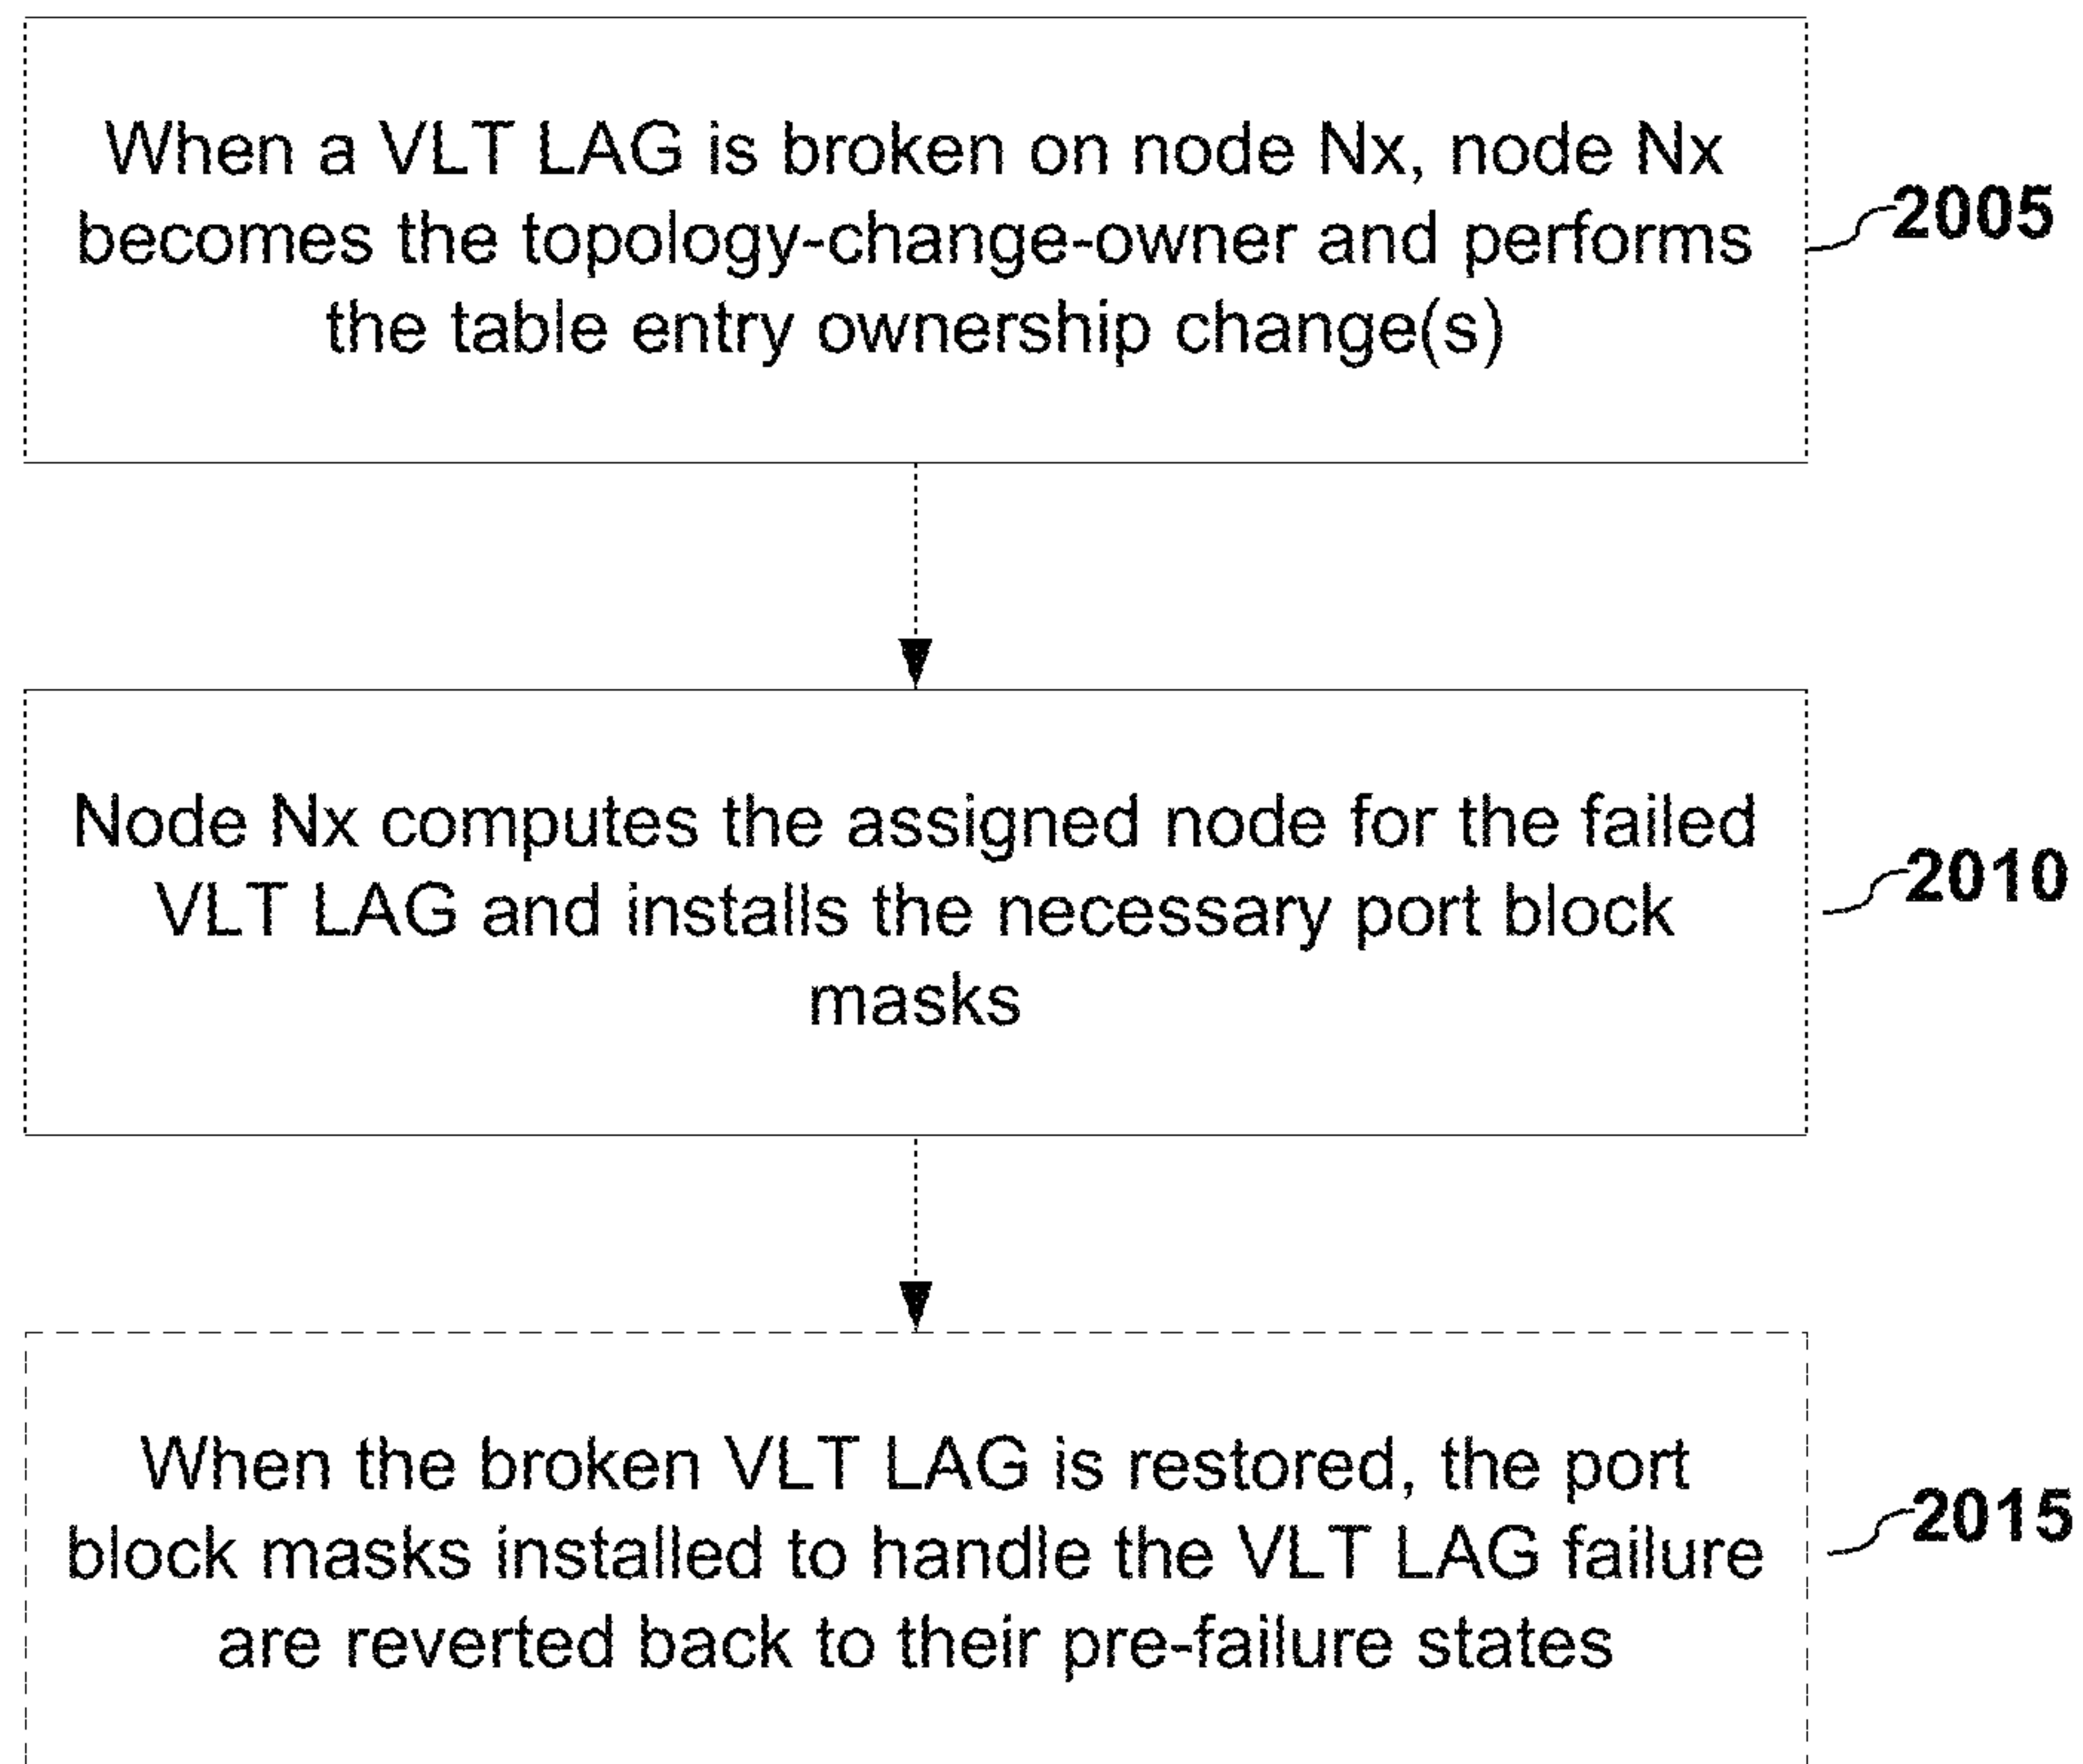 When a VLT LAG is broken on node Nx, node Nx
becomes the topology-change-owner and performs
the table entry ownership change(s)
2005
Node Nx computes the assigned node for the failed
VLT LAG and installs the necessary port block
masks
2010
When the broken VLT LAG is restored, the port
block masks installed to handle the VLT LAG failure
are reverted back to their pre-failure states
2015